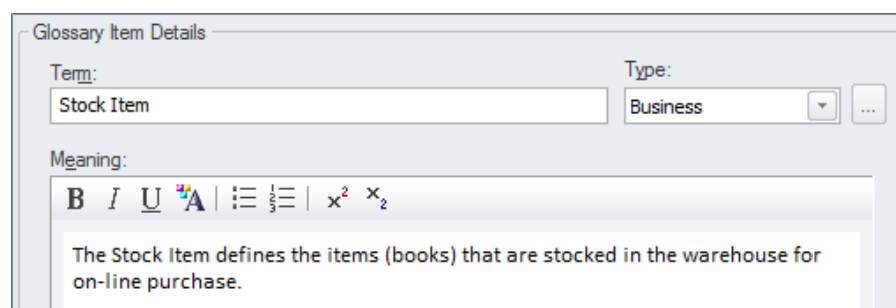 Glossary Item Details
Term: Type:
Stock Item Business ...
Meaning:
B I U A x² x₂
The Stock Item defines the items (books) that are stocked in the warehouse for
on-line purchase.